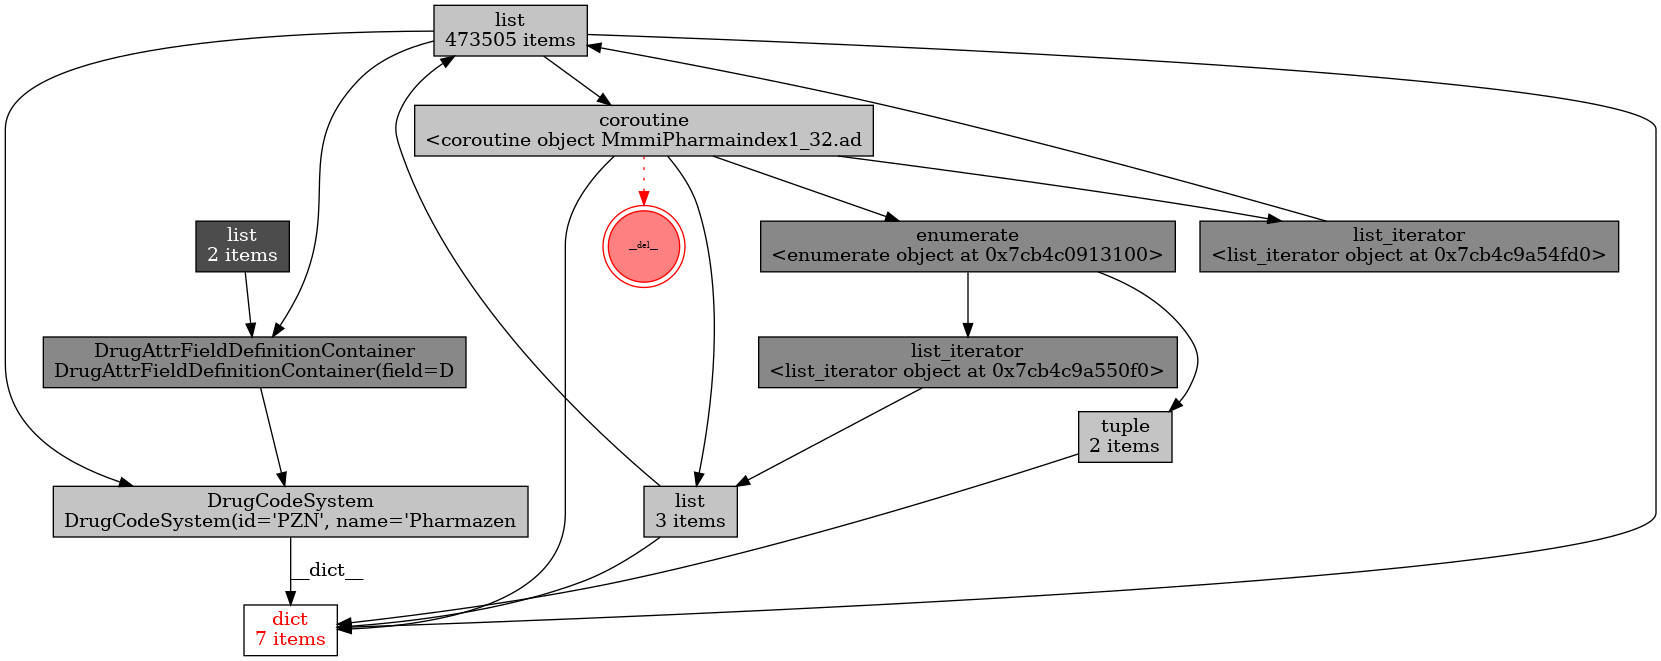 list
473505 items
coroutine
<coroutine object MmmiPharmaindex1_32.ad
list
2 items
__del__
enumerate
<enumerate object at 0x7cb4c0913100>
list_iterator
<list_iterator object at 0x7cb4c9a54fd0>
DrugAttrFieldDefinitionContainer
DrugAttrFieldDefinitionContainer(field=D
list_iterator
<list_iterator object at 0x7cb4c9a550f0>
tuple
2 items
DrugCodeSystem
DrugCodeSystem(id='PZN', name='Pharmazen
list
3 items
__dict__
dict
7 items